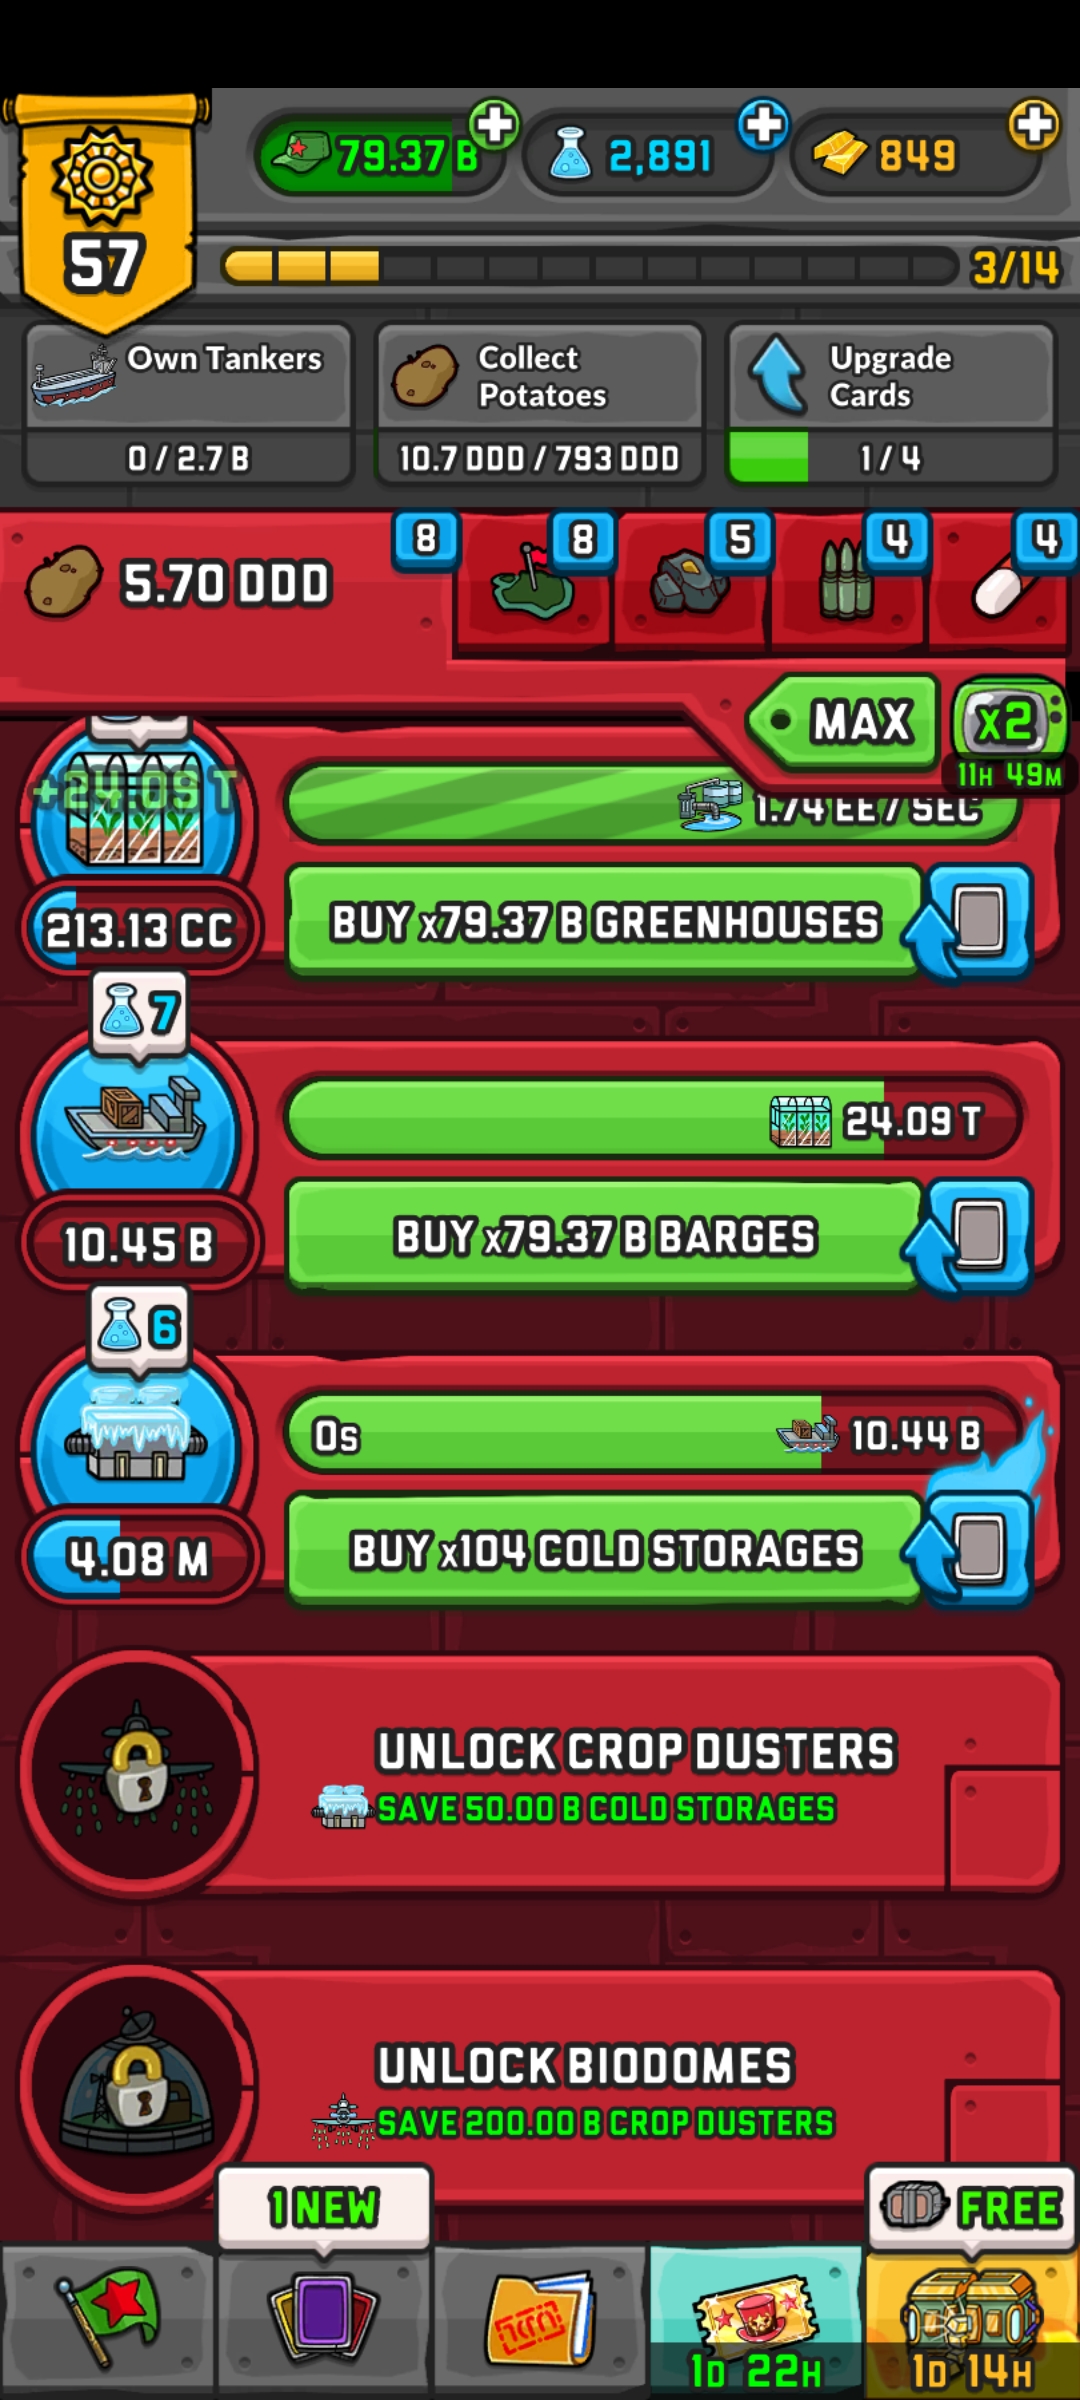 79.37 B
2,891
849
57
3/14
Own Tankers
0 / 2.7 B
Collect
Potatoes
10.7 DDD / 793 DDD
Upgrade
Cards
1 / 4
5.70 DDD
8
8
5
4
4
MAX
x2
11H 49M
+24.09 T
1.74 EE / SEC
213.13 CC
BUY x79.37 B GREENHOUSES
7
24.09 T
10.45 B
BUY x79.37 B BARGES
6
0s
10.44 B
4.08 M
BUY x104 COLD STORAGES
UNLOCK CROP DUSTERS
SAVE 50.00 B COLD STORAGES
UNLOCK BIODOMES
SAVE 200.00 B CROP DUSTERS
1 NEW
FREE
1D 22H
1D 14H